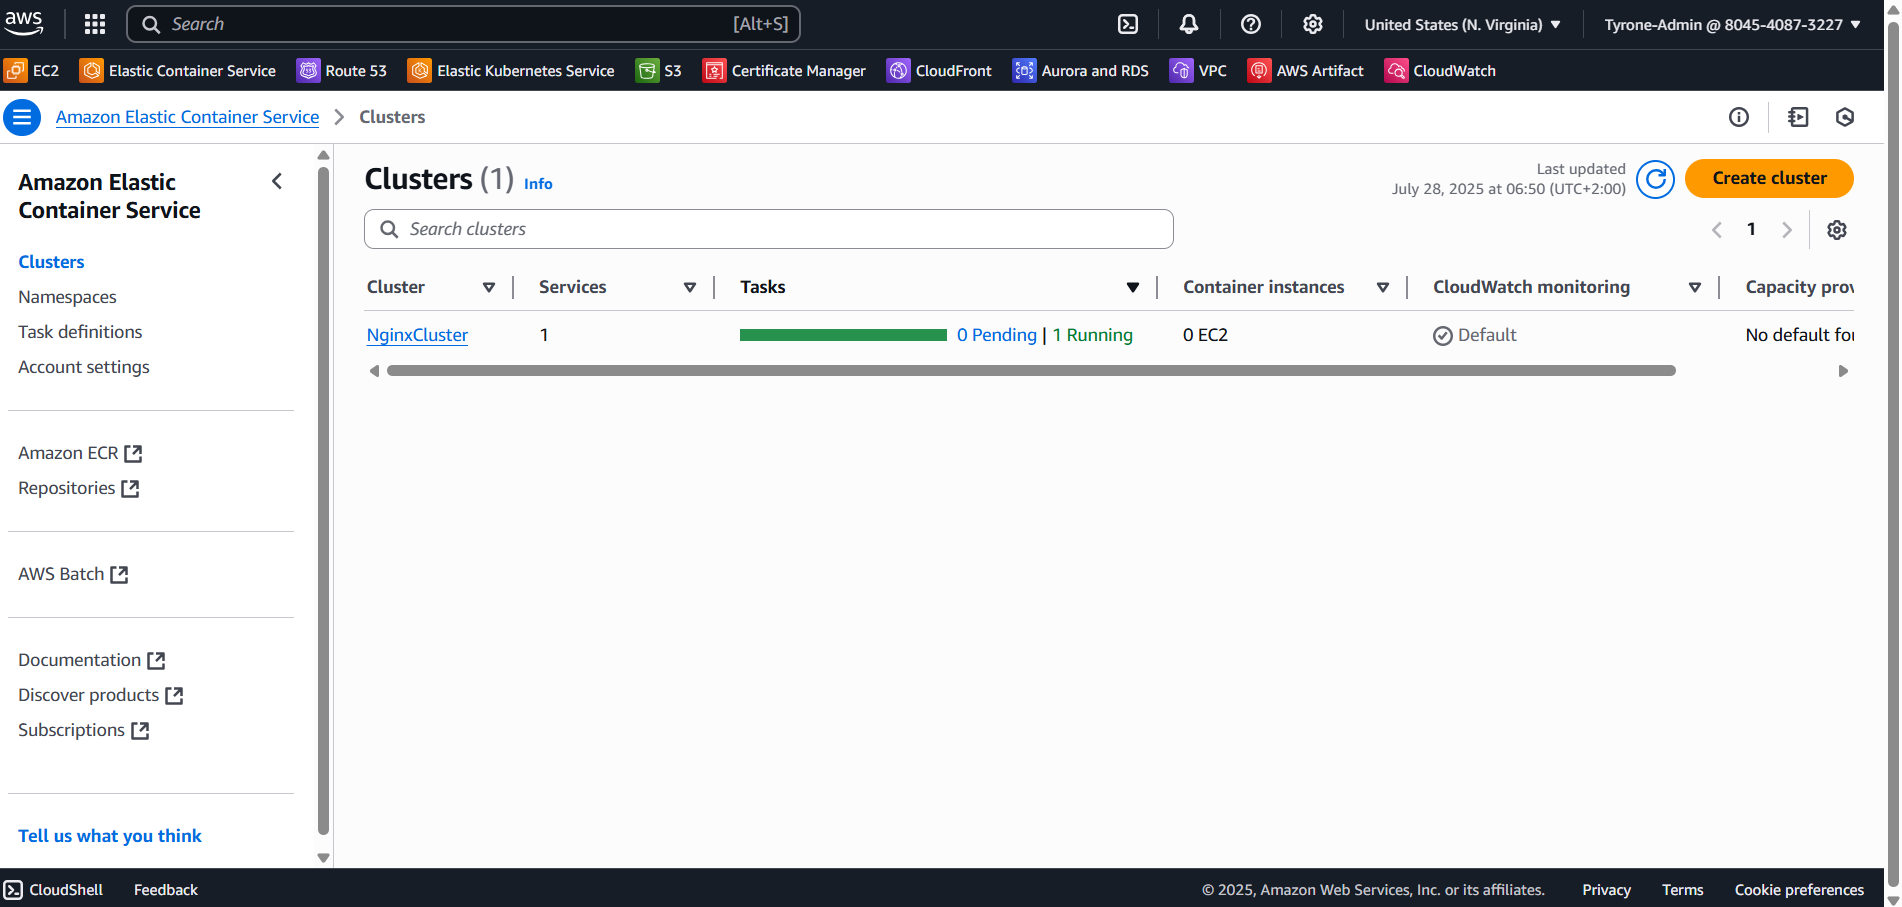 aws
Search [Alt+S]
United States (N. Virginia)
Tyrone-Admin @ 8045-4087-3227
EC2 Elastic Container Service Route 53 Elastic Kubernetes Service S3 Certificate Manager CloudFront Aurora and RDS VPC AWS Artifact CloudWatch
Amazon Elastic Container Service Clusters
Amazon Elastic
Container Service
Clusters
Namespaces
Task definitions
Account settings
Amazon ECR
Repositories
AWS Batch
Documentation
Discover products
Subscriptions
Tell us what you think
Clusters (1) Info
Last updated
July 28, 2025 at 06:50 (UTC+2:00)
Create cluster
Search clusters
1
Cluster Services Tasks Container instances CloudWatch monitoring Capacity prov
NginxCluster 1 0 Pending | 1 Running 0 EC2 Default No default for
CloudShell Feedback © 2025, Amazon Web Services, Inc. or its affiliates. Privacy Terms Cookie preferences